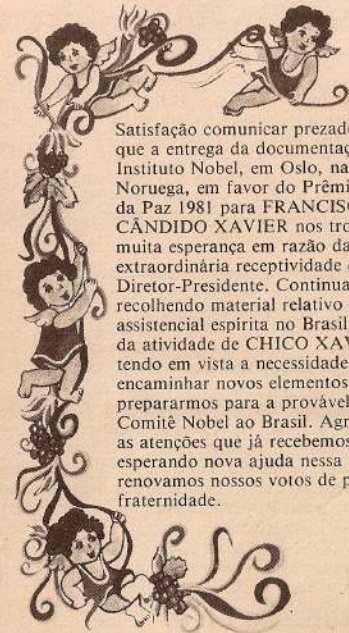 Satisfação comunicar prezado
que a entrega da documentaç
Instituto Nobel, em Oslo, na
Noruega, em favor do Prêmi
da Paz 1981 para FRANCISC
CÂNDIDO XAVIER nos tro
muita esperança em razão da
extraordinária receptividade
Diretor-Presidente. Continua
recolhendo material relativo
assistencial espírita no Brasil
da atividade de CHICO XAV
tendo em vista a necessidade
encaminhar novos elementos
prepararmos para a provável
Comitê Nobel ao Brasil. Agr
as atenções que já recebemos
esperando nova ajuda nessa
renovamos nossos votos de p
fraternidade.